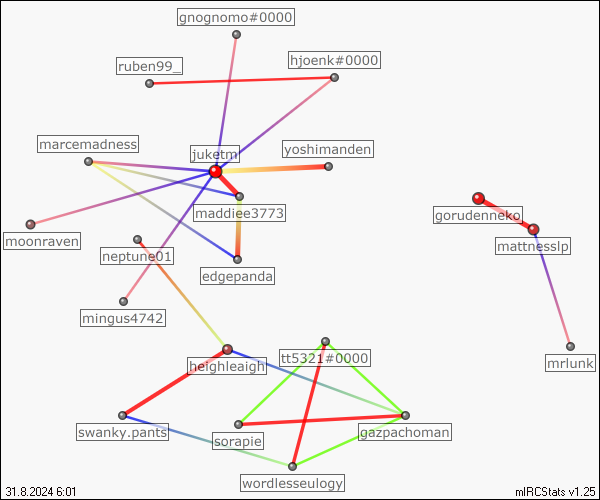 gnognomo#0000
hjoenk#0000
ruben99_
marcemadness
juketm
yoshimanden
maddiee3773
gorudenneko
moonraven
mattnesslp
neptune01
edgepanda
mingus4742
tt5321#0000
heighleaigh
mrlunk
swanky.pants
sorapie
gazpachoman
wordlesseulogy
31.8.2024 6:01
mIRCStats v1.25